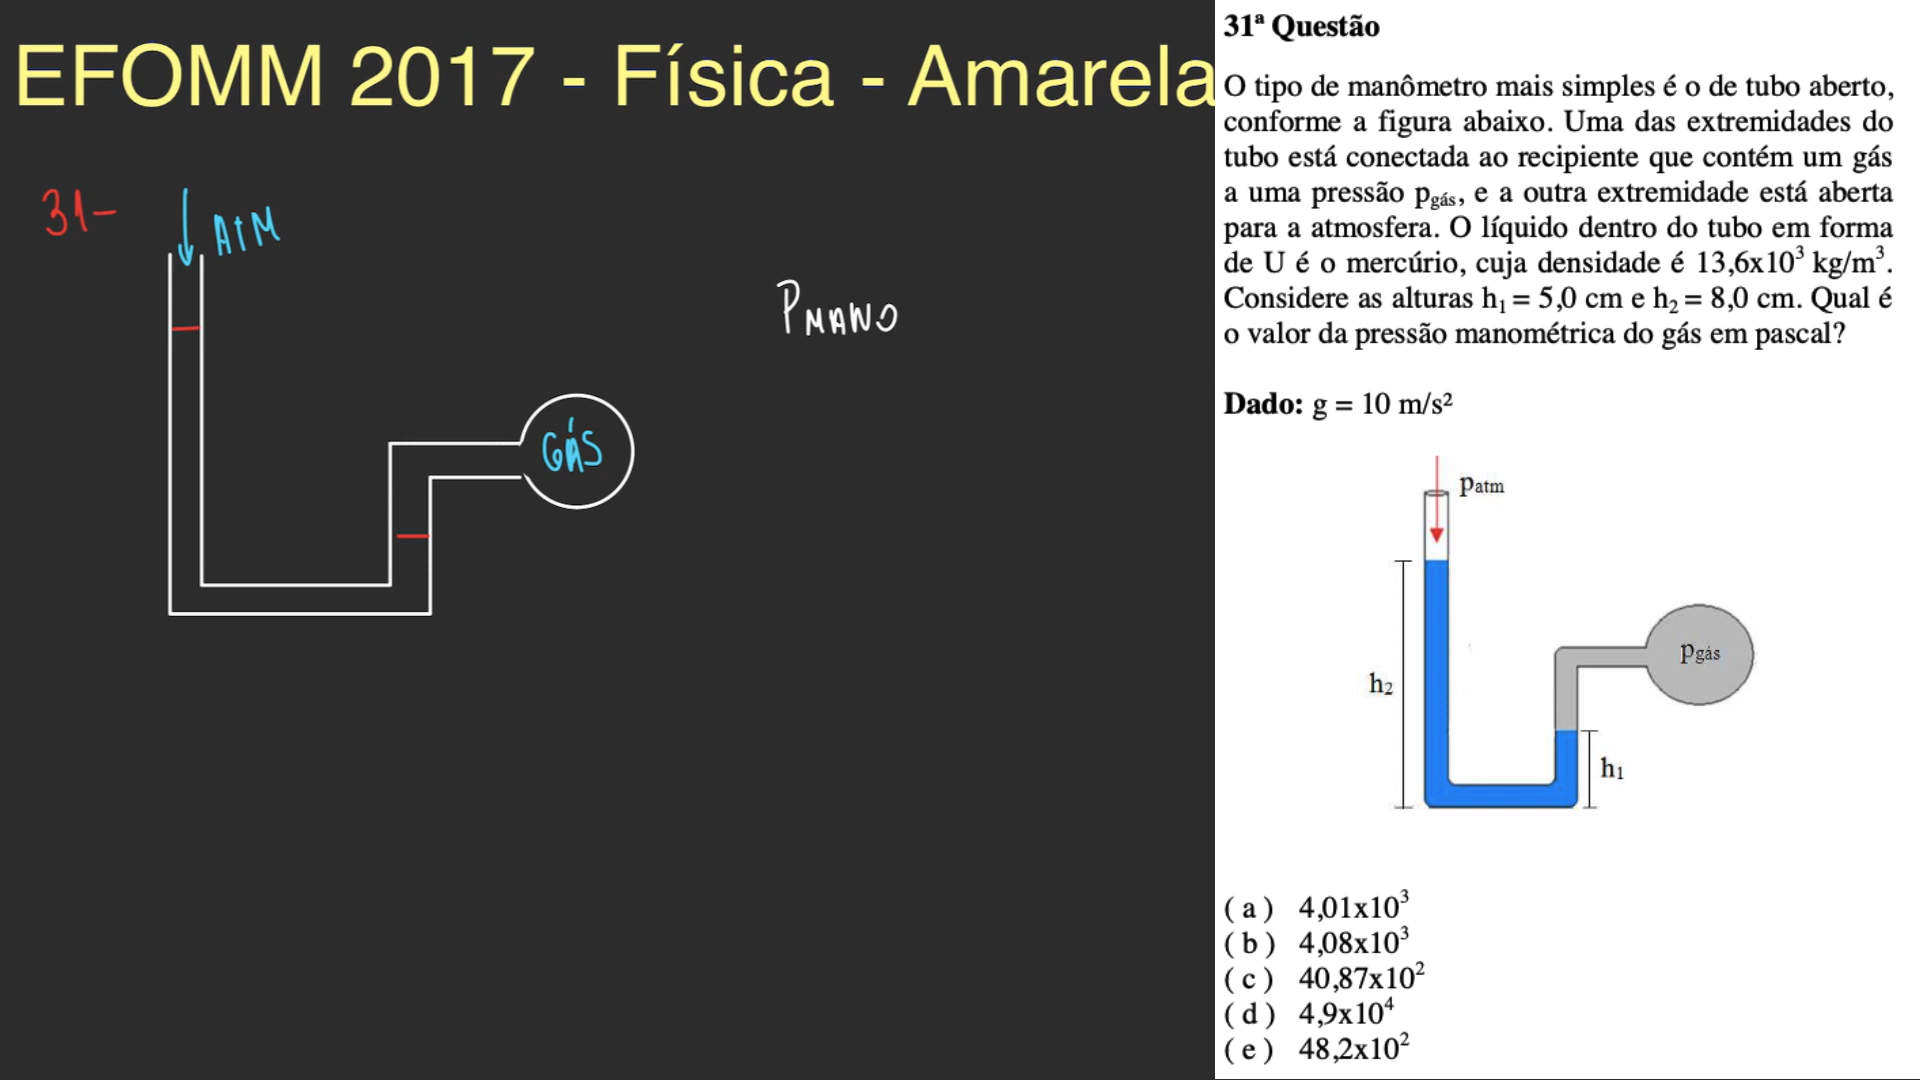 EFOMM 2017 - Física - Amarela
31-
ATM
PMANO
GÁS
31ª Questão
O tipo de manômetro mais simples é o de tubo aberto,
conforme a figura abaixo. Uma das extremidades do
tubo está conectada ao recipiente que contém um gás
a uma pressão pgás, e a outra extremidade está aberta
para a atmosfera. O líquido dentro do tubo em forma
de U é o mercúrio, cuja densidade é 13,6x10³ kg/m³.
Considere as alturas h₁ = 5,0 cm e h₂ = 8,0 cm. Qual é
o valor da pressão manométrica do gás em pascal?
Dado: g = 10 m/s²
patm
pgás
h₂
h₁
( a ) 4,01x10³
( b ) 4,08x10³
( c ) 40,87x10²
( d ) 4,9x10⁴
( e ) 48,2x10²